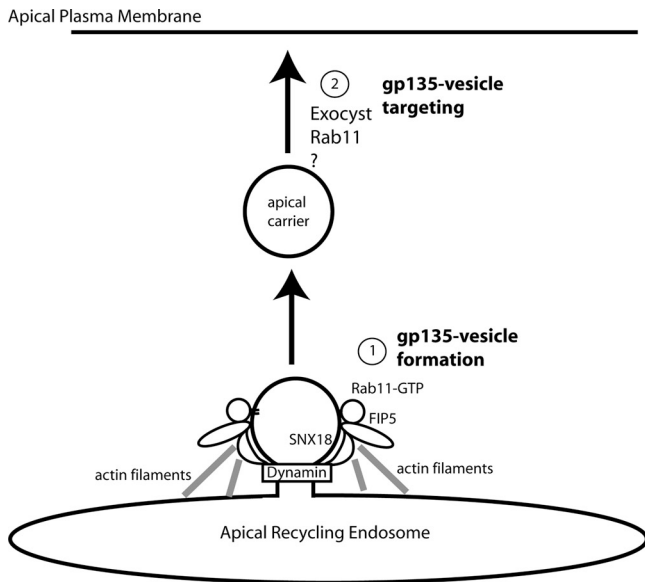 Apical Plasma Membrane
2
gp135-vesicle
targeting
Exocyst
Rab11
?
apical
carrier
1
gp135-vesicle
formation
Rab11-GTP
FIP5
SNX18
Dynamin
actin filaments
actin filaments
Apical Recycling Endosome